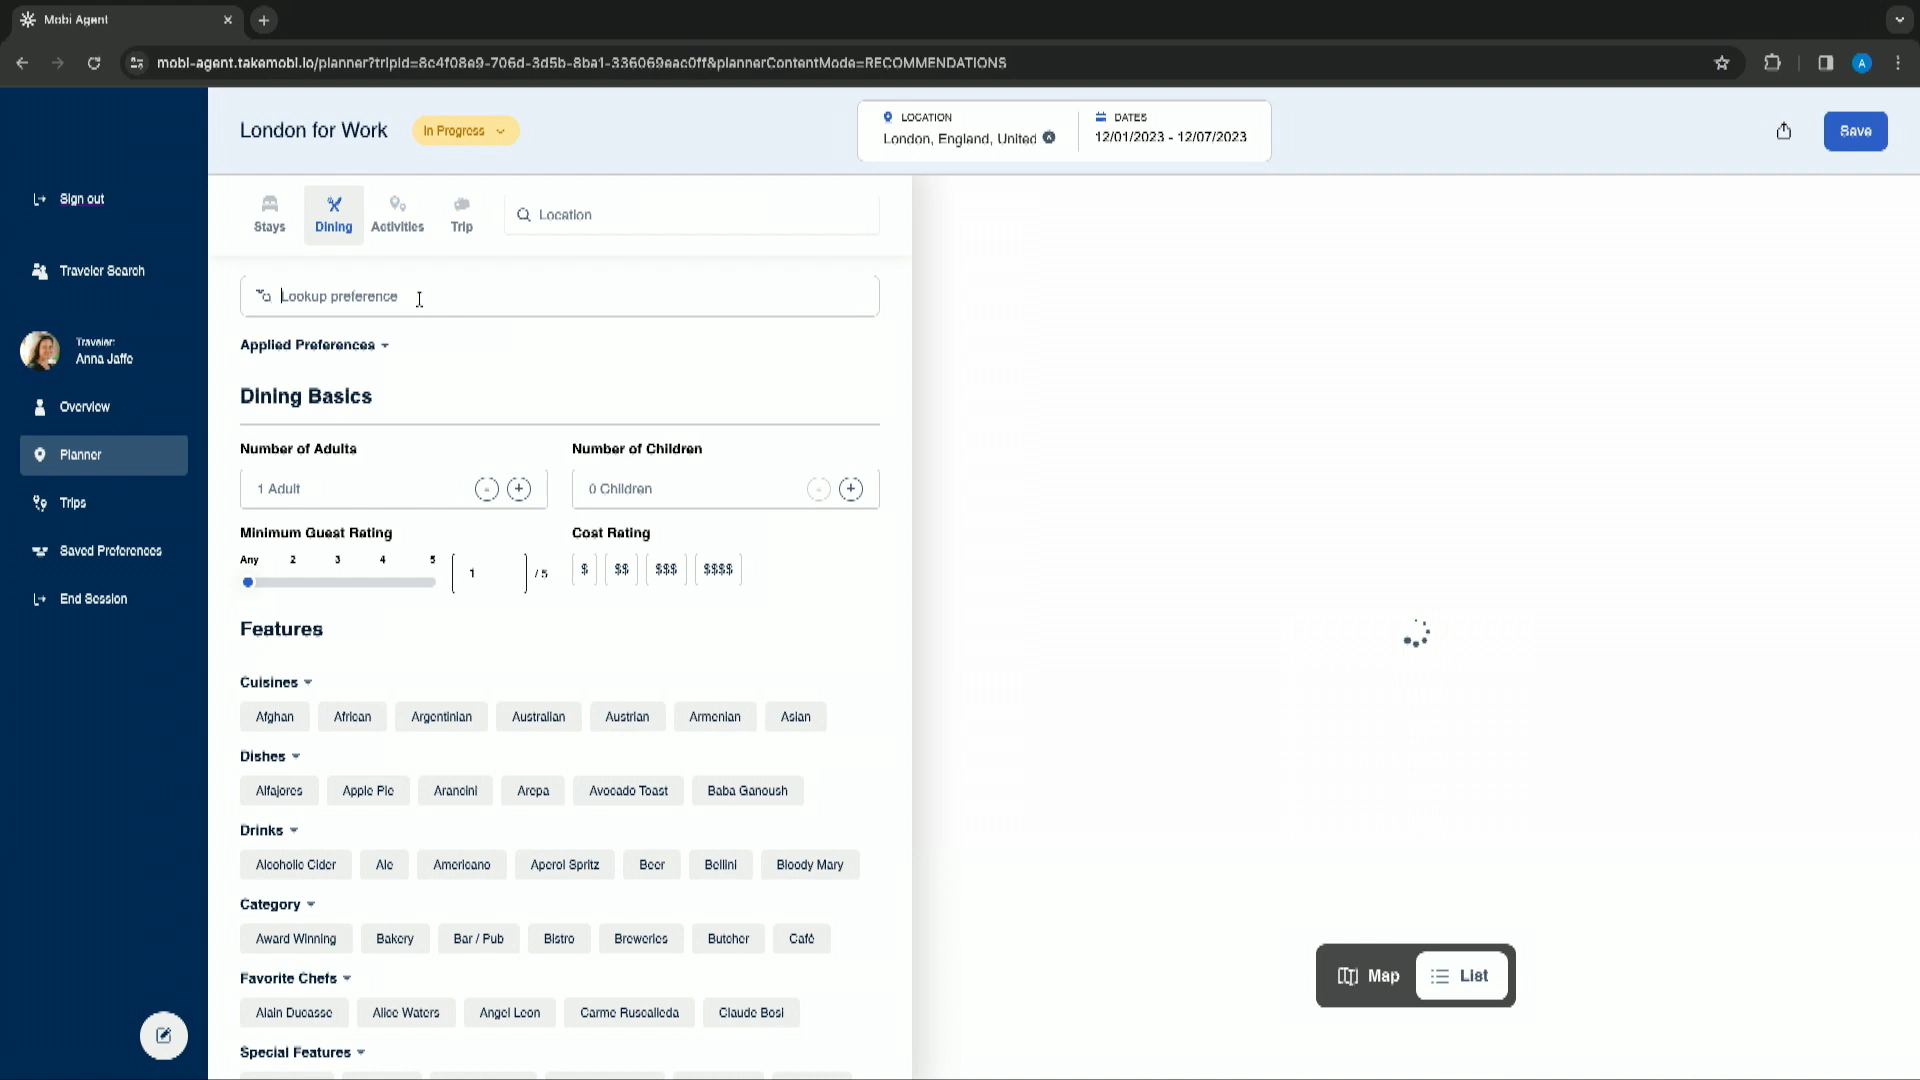 Mobi Agent
mobi-agent.takemobi.io/planner?tripId=8c4f08e9-706d-3d5b-8ba1-336069eac0ff&plannerContentMode=RECOMMENDATIONS
A
London for Work
In Progress
LOCATION
London, England, United
DATES
12/01/2023 - 12/07/2023
Save
Sign out
Traveler Search
Traveler:
Anna Jaffe
Overview
Planner
Trips
Saved Preferences
End Session
Stays
Dining
Activities
Trip
Location
Lookup preference
Applied Preferences
Dining Basics
Number of Adults
Number of Children
1 Adult
- +
0 Children
- +
Minimum Guest Rating
Cost Rating
Any 2 3 4 5
1 / 5
$ $$ $$$ $$$$
Features
Cuisines
Afghan African Argentinian Australian Austrian Armenian Asian
Dishes
Alfajores Apple Pie Arancini Arepa Avocado Toast Baba Ganoush
Drinks
Alcoholic Cider Ale Americano Aperol Spritz Beer Bellini Bloody Mary
Category
Award Winning Bakery Bar / Pub Bistro Breweries Butcher Café
Favorite Chefs
Alain Ducasse Alice Waters Angel Leon Carme Ruscalleda Claude Bosi
Special Features
Map
List